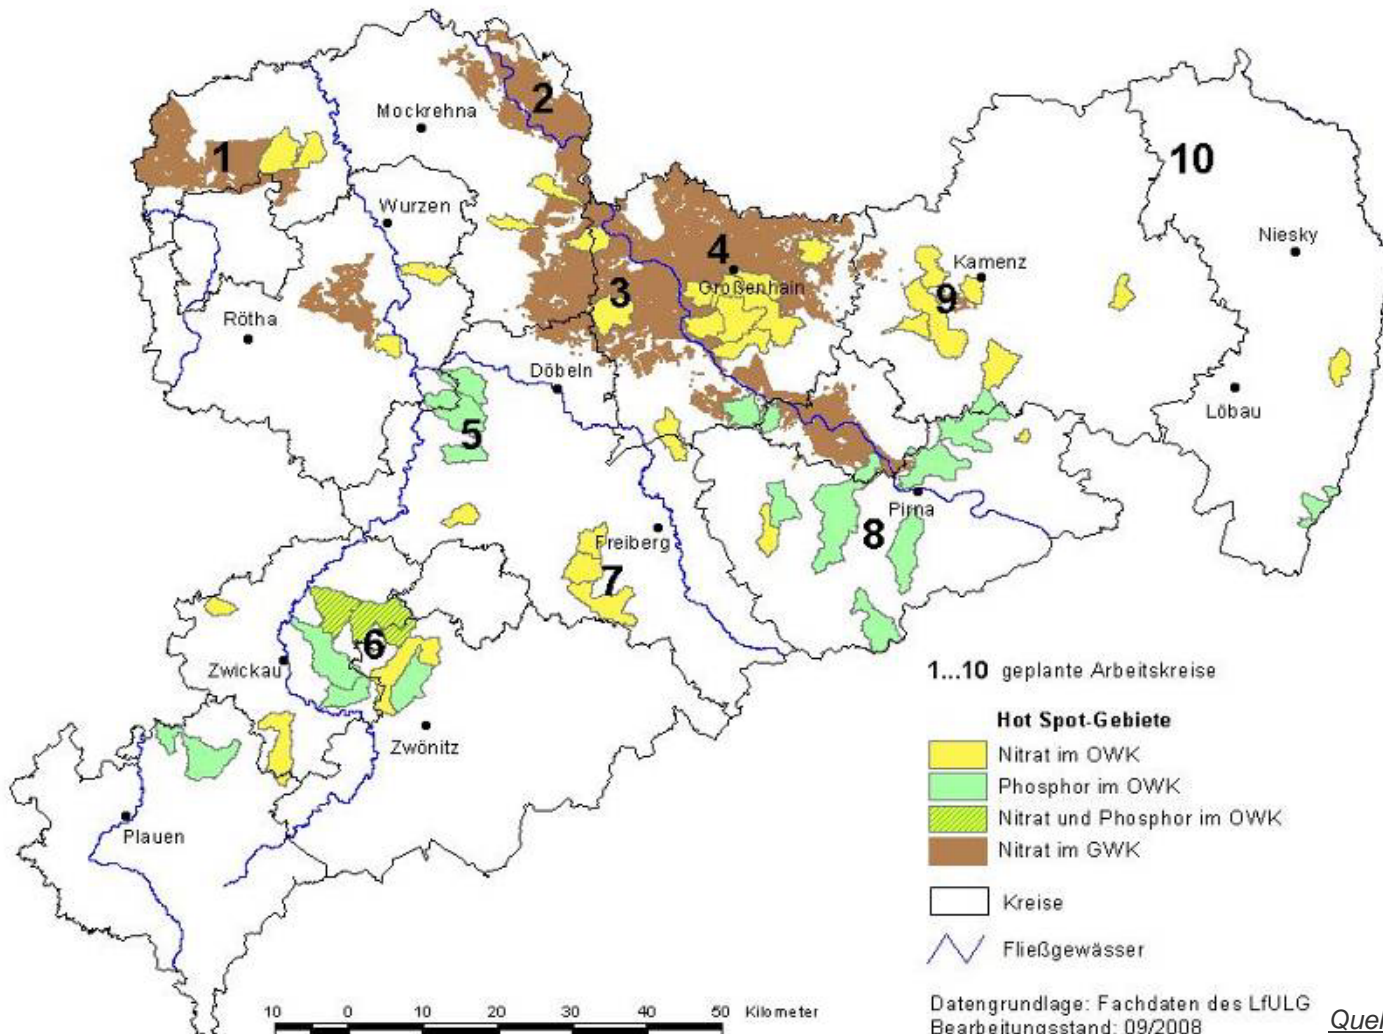 2
Mockrehna
1
10
Wurzen
Niesky
4
Kamenz
Großenhain
3
9
Rötha
Döbeln
Löbau
5
Pirna
8
Freiberg
7
6
Zwickau
Zwönitz
Plauen
1...10 geplante Arbeitskreise
Hot Spot-Gebiete
Nitrat im OWK
Phosphor im OWK
Nitrat und Phosphor im OWK
Nitrat im GWK
Kreise
Fließgewässer
10 0 10 20 30 40 50 Kilometer
Datengrundlage: Fachdaten des LfULG
Bearbeitungsstand: 09/2008
Quel